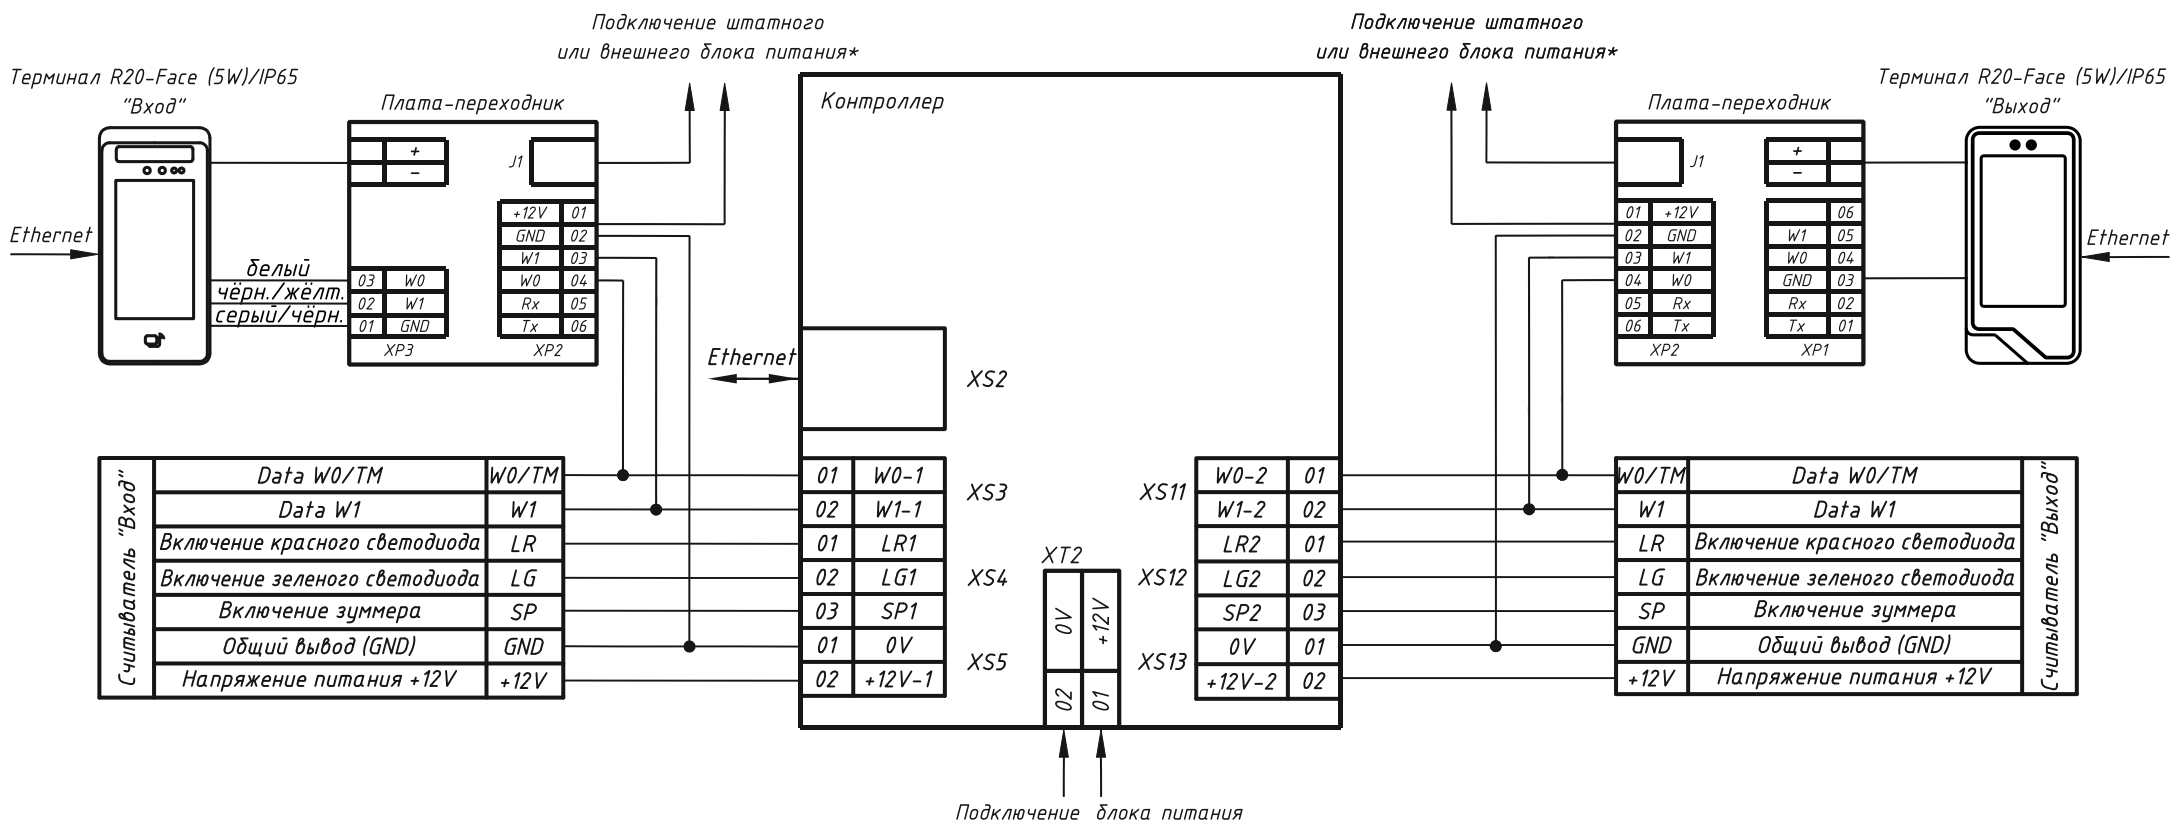 Подключение штатного
или внешнего блока питания*
Подключение штатного
или внешнего блока питания*
Терминал R20-Face (5W)/IP65
"Вход"
Плата-переходник
Контроллер
Плата-переходник
Терминал R20-Face (5W)/IP65
"Выход"
+
-
J1
+12V 01
GND 02
W1 03
W0 04
Rx 05
Tx 06
XP2
Ethernet
белый
чёрн./жёлт.
серый/чёрн.
03 W0
02 W1
01 GND
XP3
J1
+
-
01 +12V
02 GND
03 W1
04 W0
05 Rx
06 Tx
XP2
06
W1 05
W0 04
GND 03
Rx 02
Tx 01
XP1
Ethernet
Ethernet
XS2
Считыватель "Вход"
Data W0/TM W0/TM
Data W1 W1
Включение красного светодиода LR
Включение зеленого светодиода LG
Включение зуммера SP
Общий вывод (GND) GND
Напряжение питания +12V +12V
01 W0-1
02 W1-1
XS3
01 LR1
02 LG1
03 SP1
XS4
01 0V
02 +12V-1
XS5
XT2
0V +12V
02 01
XS11
W0-2 01
W1-2 02
XS12
LR2 01
LG2 02
SP2 03
XS13
0V 01
+12V-2 02
W0/TM Data W0/TM
W1 Data W1
LR Включение красного светодиода
LG Включение зеленого светодиода
SP Включение зуммера
GND Общий вывод (GND)
+12V Напряжение питания +12V
Считыватель "Выход"
Подключение блока питания